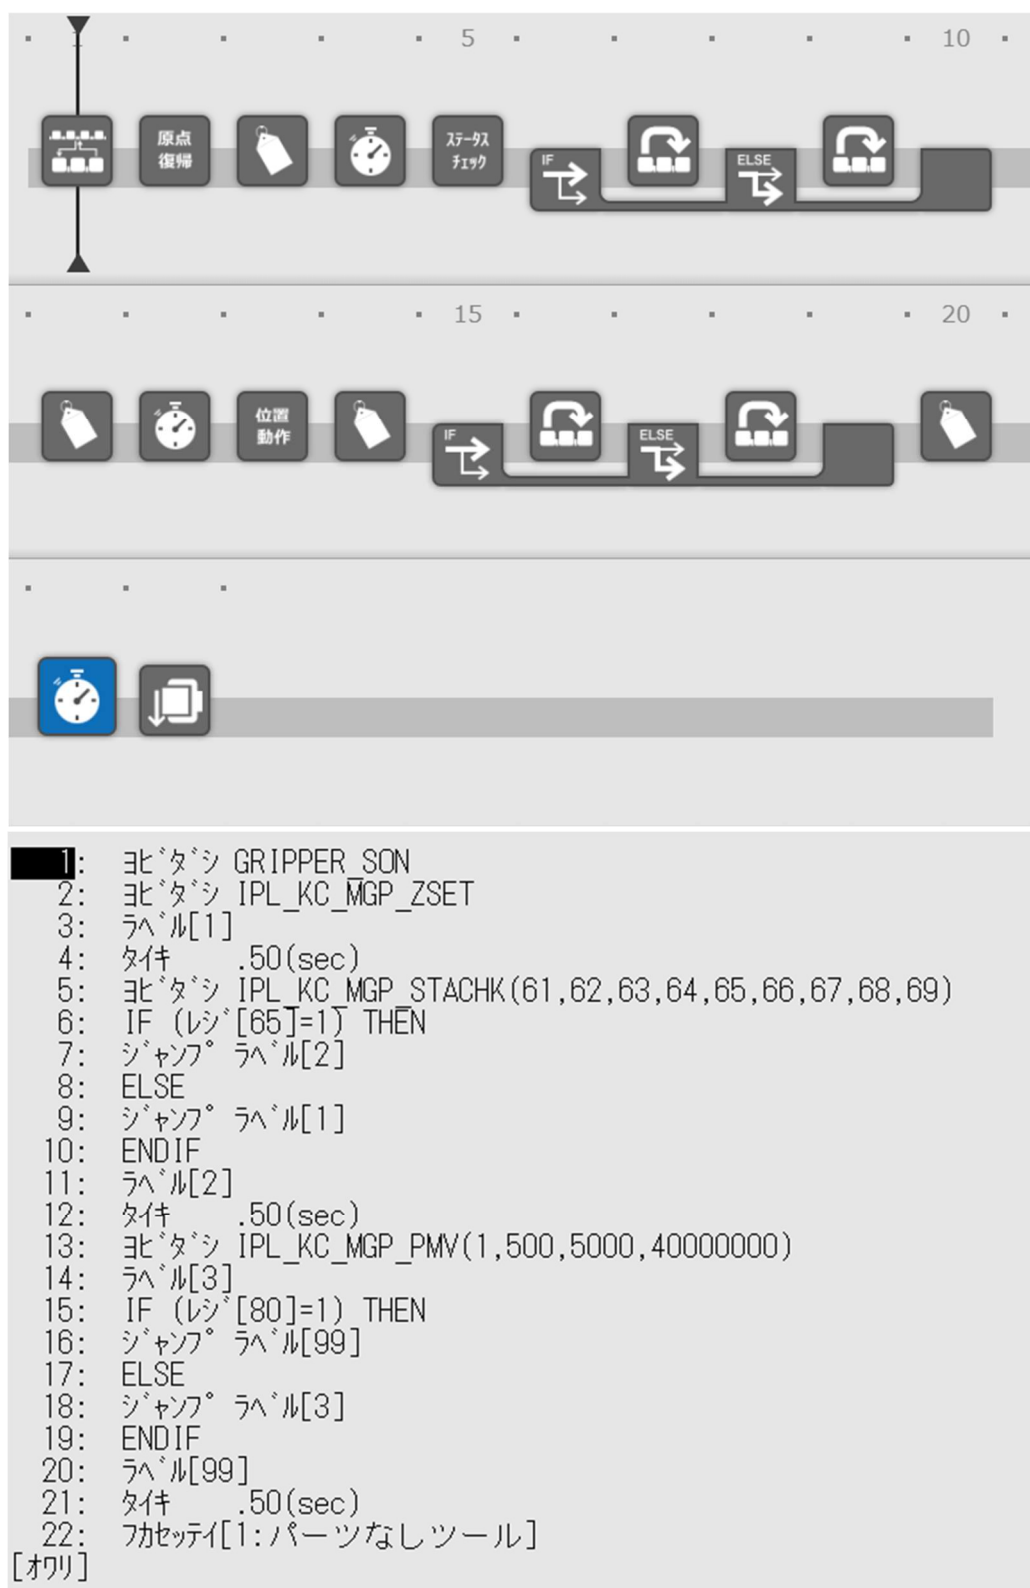 1 5 10
原点
復帰
ｽﾃｰﾀｽ
ﾁｪｯｸ
IF
ELSE
15 20
位置
動作
IF
ELSE
1: ﾖﾋﾞﾀﾞｼ GRIPPER_SON
2: ﾖﾋﾞﾀﾞｼ IPL_KC_MGP_ZSET
3: ﾗﾍﾞﾙ[1]
4: ﾀｲｷ .50(sec)
5: ﾖﾋﾞﾀﾞｼ IPL_KC_MGP_STACHK(61,62,63,64,65,66,67,68,69)
6: IF (ﾚｼﾞ[65]=1) THEN
7: ｼﾞｬﾝﾌﾟ ﾗﾍﾞﾙ[2]
8: ELSE
9: ｼﾞｬﾝﾌﾟ ﾗﾍﾞﾙ[1]
10: ENDIF
11: ﾗﾍﾞﾙ[2]
12: ﾀｲｷ .50(sec)
13: ﾖﾋﾞﾀﾞｼ IPL_KC_MGP_PMV(1,500,5000,40000000)
14: ﾗﾍﾞﾙ[3]
15: IF (ﾚｼﾞ[80]=1) THEN
16: ｼﾞｬﾝﾌﾟ ﾗﾍﾞﾙ[99]
17: ELSE
18: ｼﾞｬﾝﾌﾟ ﾗﾍﾞﾙ[3]
19: ENDIF
20: ﾗﾍﾞﾙ[99]
21: ﾀｲｷ .50(sec)
22: ﾌｶｾｯﾃｲ[1:パーツなしツール]
[ｵﾜﾘ]